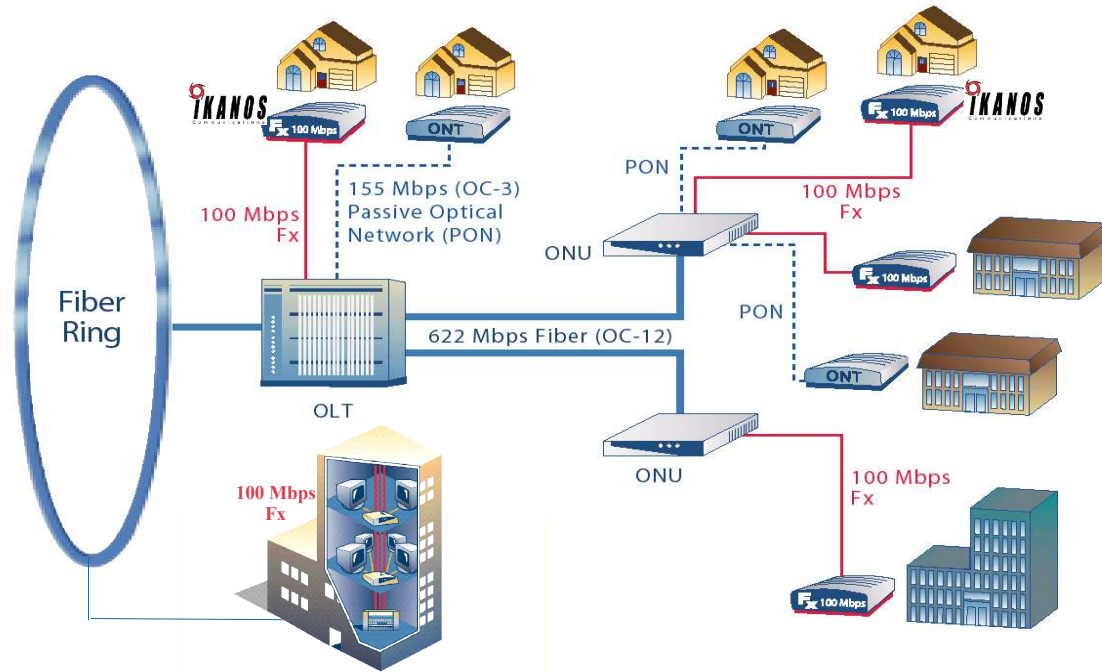 IKANOS
Communications
Fx 100 Mbps
ONT
ONT
Fx 100 Mbps
IKANOS
Communications
100 Mbps
Fx
155 Mbps (OC-3)
Passive Optical
Network (PON)
PON
100 Mbps
Fx
ONU
Fx 100 Mbps
Fiber
Ring
622 Mbps Fiber (OC-12)
PON
ONT
OLT
ONU
100 Mbps
Fx
100 Mbps
Fx
Fx 100 Mbps